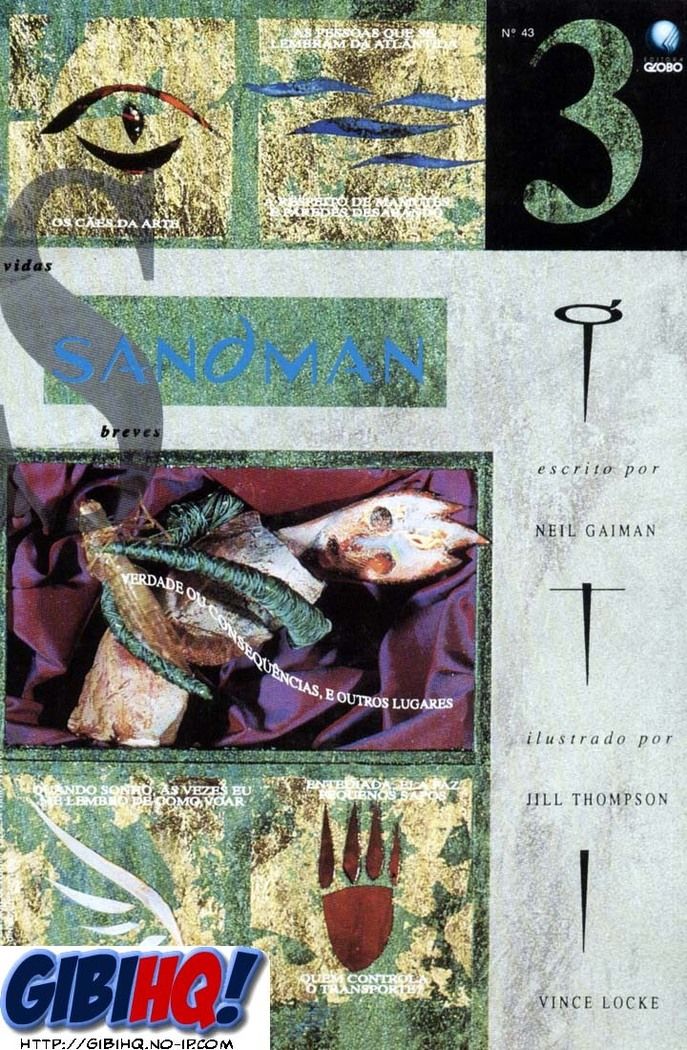 AS PESSOAS QUE SE
LEMBRAM DA ATLÂNTIDA
Nº 43
3
EDITORA
GLOBO
OS CÃES DA ARTE
A RESPEITO DE MAMUTES
E PAREDES DESABANDO
S
vidas
SANDMAN
breves
escrito por
NEIL GAIMAN
VERDADE OU CONSEQÜÊNCIAS, E OUTROS LUGARES
ilustrado por
JILL THOMPSON
QUANDO SONHO, AS VEZES EU
ME LEMBRO DE COMO VOAR
ENTEDIADA, ELA FAZ
PEQUENOS SAPOS
QUEM CONTROLA
O TRANSPORTE?
VINCE LOCKE
GIBIHQ!
HTTP://GIBIHQ.NO-IP.COM